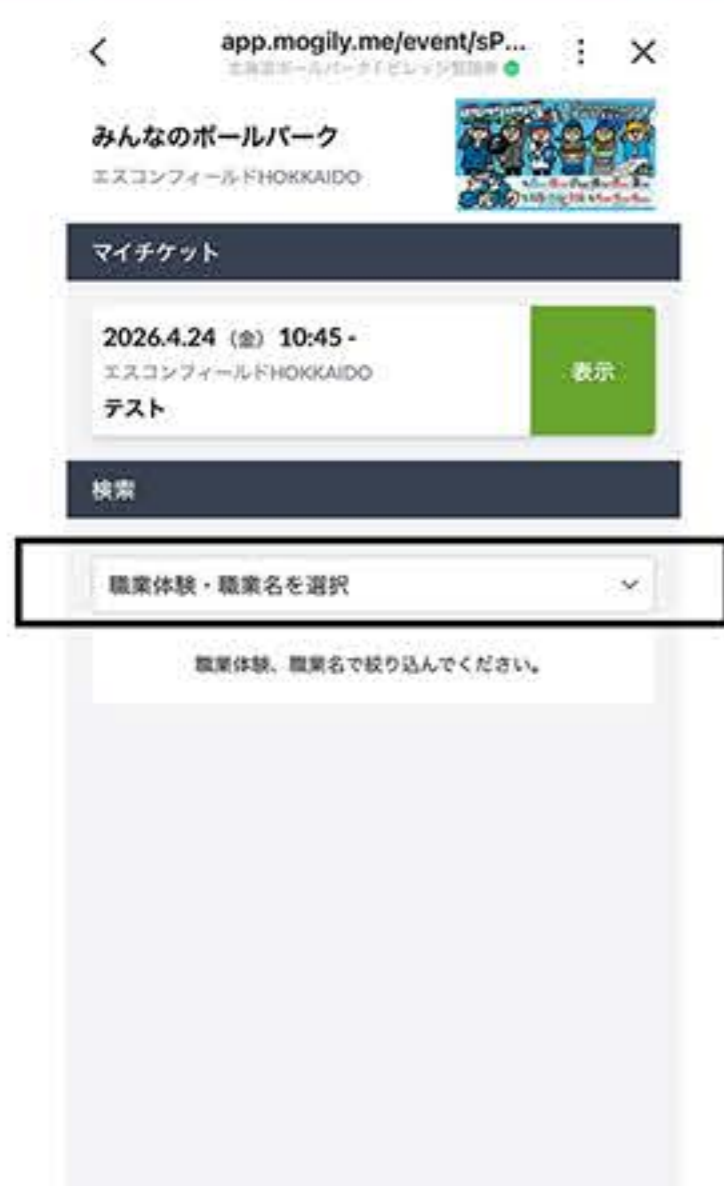 app.mogily.me/event/sP...
みんなのボールパーク
エスコンフィールドHOKKAIDO
マイチケット
2026.4.24 (金) 10:45 -
エスコンフィールドHOKKAIDO
テスト
表示
検索
職業体験・職業名を選択
職業体験、職業名で絞り込んでください。